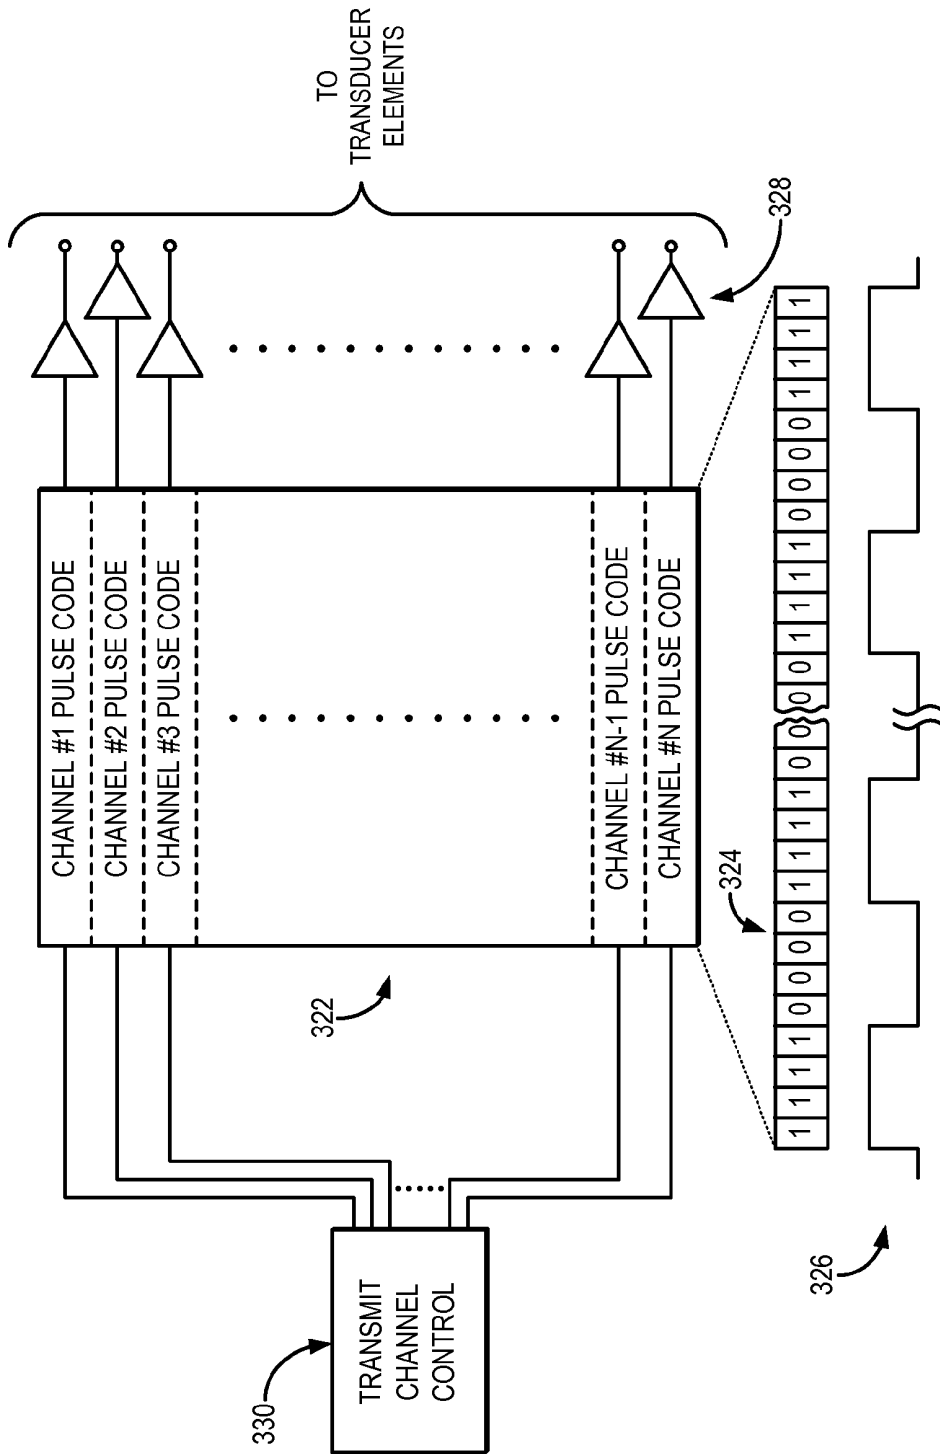 CHANNEL #1 PULSE CODE
CHANNEL #2 PULSE CODE
CHANNEL #3 PULSE CODE
CHANNEL #N-1 PULSE CODE
CHANNEL #N PULSE CODE
TO
TRANSDUCER
ELEMENTS
330
322
TRANSMIT
CHANNEL
CONTROL
324
328
1 1 1 1 0 0 0 0 1 1 1 1 0 0 0 0 1 1 1 1 0 0 0 0 1 1 1 1
326